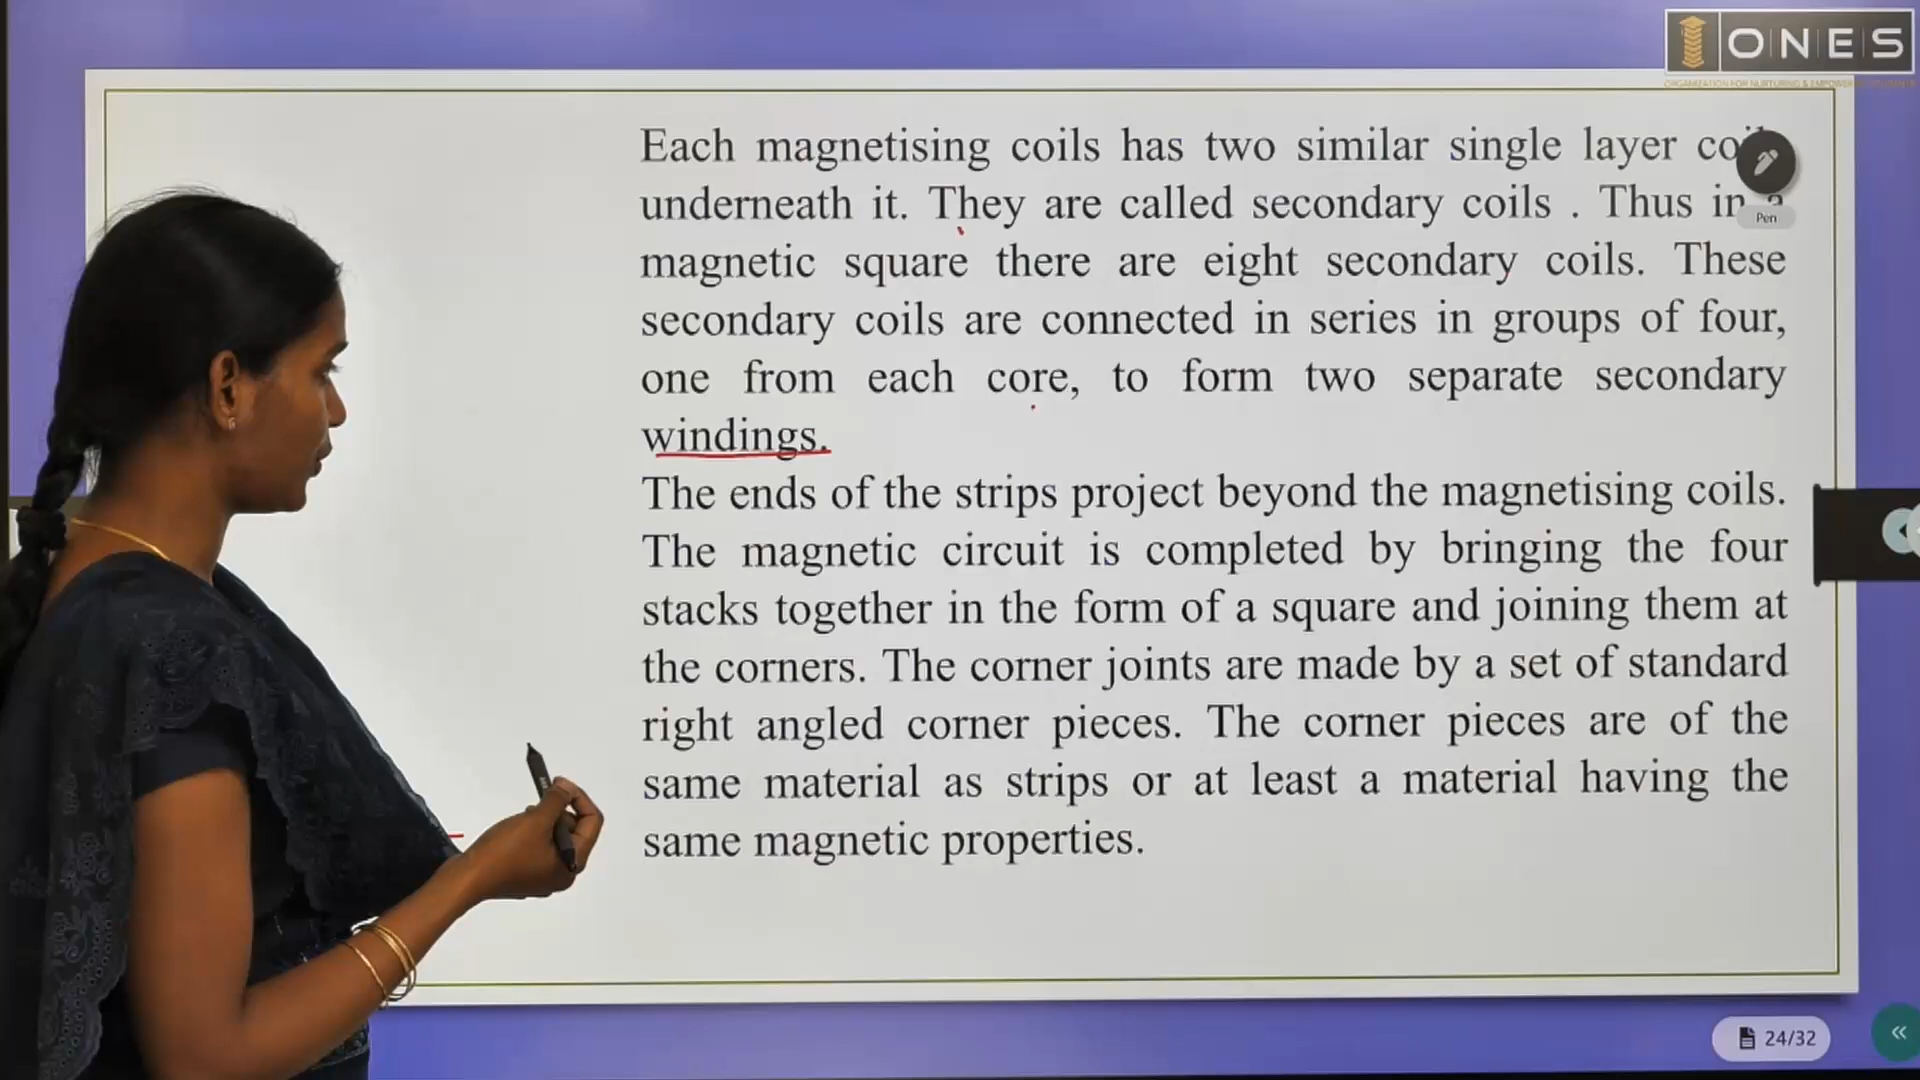 ONES
ORGANIZATION FOR NURTURING &
Each magnetising coils has two similar single layer
underneath it. They are called secondary coils . Thus in a
Pen
magnetic square there are eight secondary coils. These
secondary coils are connected in series in groups of four,
one from each core, to form two separate secondary
windings.
The ends of the strips project beyond the magnetising coils.
The magnetic circuit is completed by bringing the four
stacks together in the form of a square and joining them at
the corners. The corner joints are made by a set of standard
right angled corner pieces. The corner pieces are of the
same material as strips or at least a material having the
same magnetic properties.
24/32